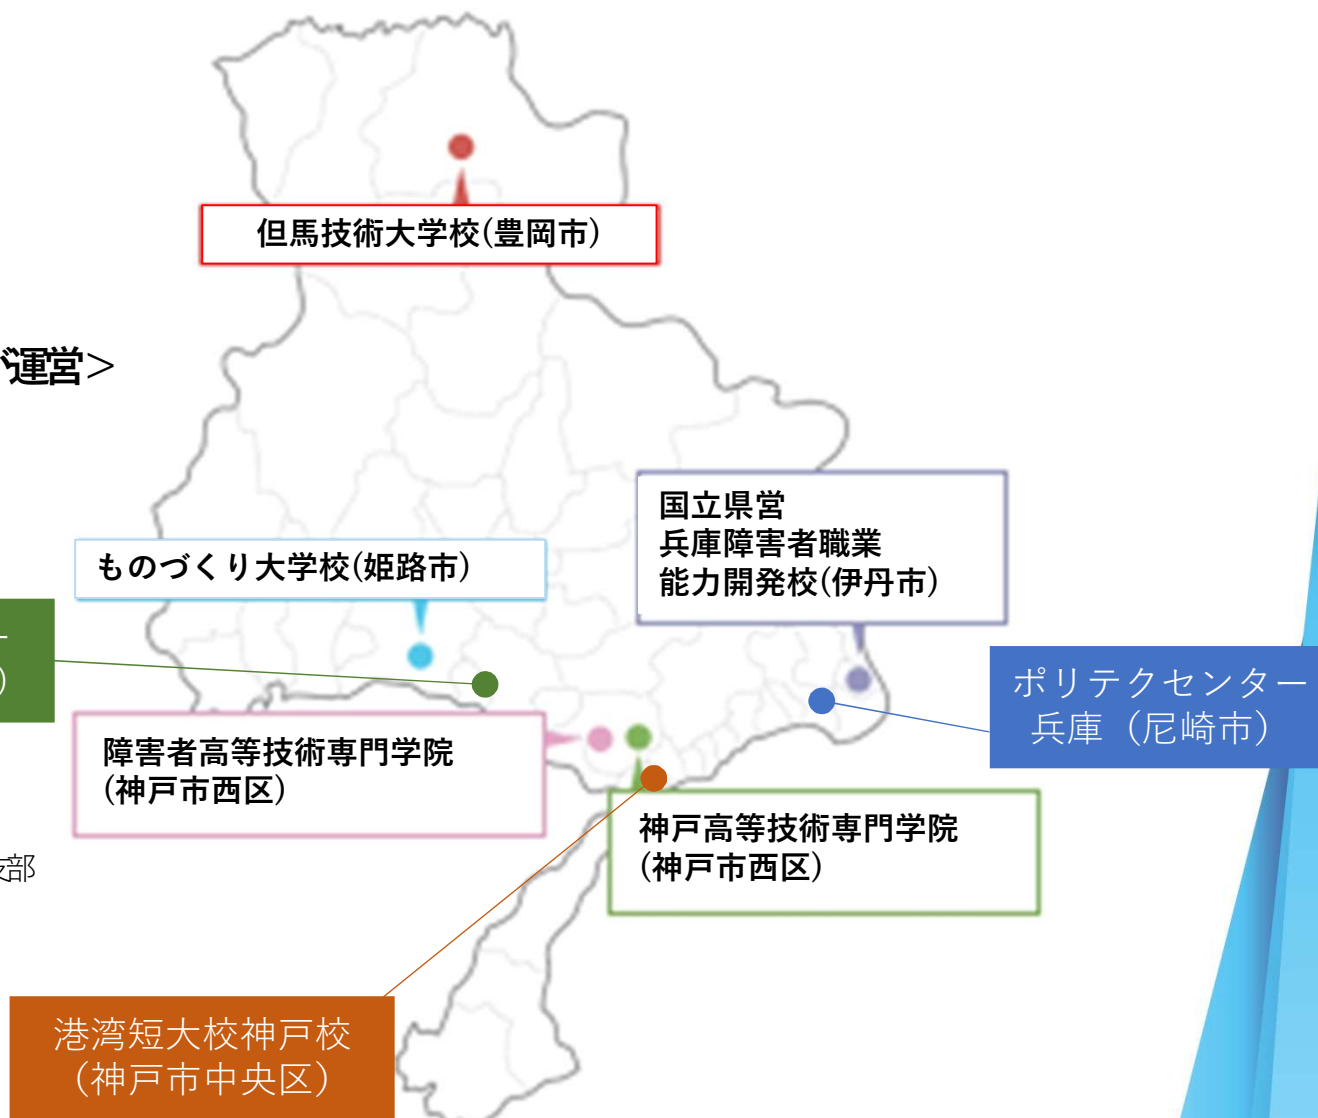 但馬技術大学校(豊岡市)
運営>
国立県営
兵庫障害者職業
能力開発校(伊丹市)
ものづくり大学校(姫路市)
ー
)
ポリテクセンター
兵庫（尼崎市）
障害者高等技術専門学院
(神戸市西区)
神戸高等技術専門学院
(神戸市西区)
部
港湾短大校神戸校
（神戸市中央区）